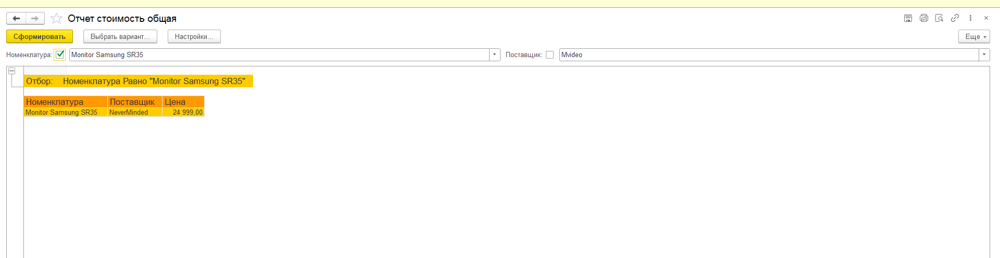 Отчет стоимость общая
Сформировать Выбрать вариант... Настройки... Еще
Номенклатура: Monitor Samsung SR35 Поставщик: Mvideo
Отбор: Номенклатура Равно "Monitor Samsung SR35"
Номенклатура Поставщик Цена
Monitor Samsung SR35 NeverMinded 24 999,00